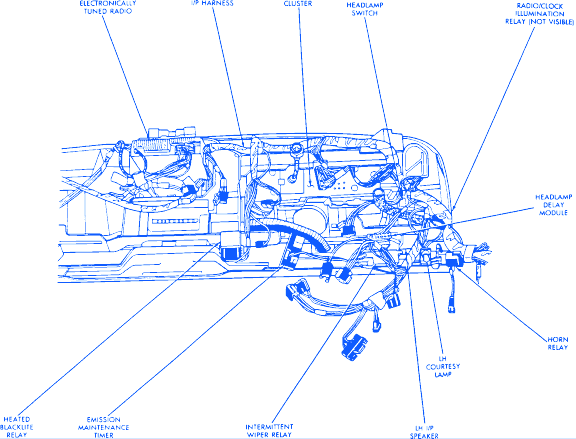 ELECTRONICALLY
TUNED RADIO
I/P HARNESS
CLUSTER
HEADLAMP
SWITCH
RADIO/CLOCK
ILLUMINATION
RELAY (NOT VISIBLE)
HEADLAMP
DELAY
MODULE
HORN
RELAY
LH
COURTESY
LAMP
HEATED
BLACKLITE
RELAY
EMISSION
MAINTENANCE
TIMER
INTERMITTENT
WIPER RELAY
LH I/P
SPEAKER